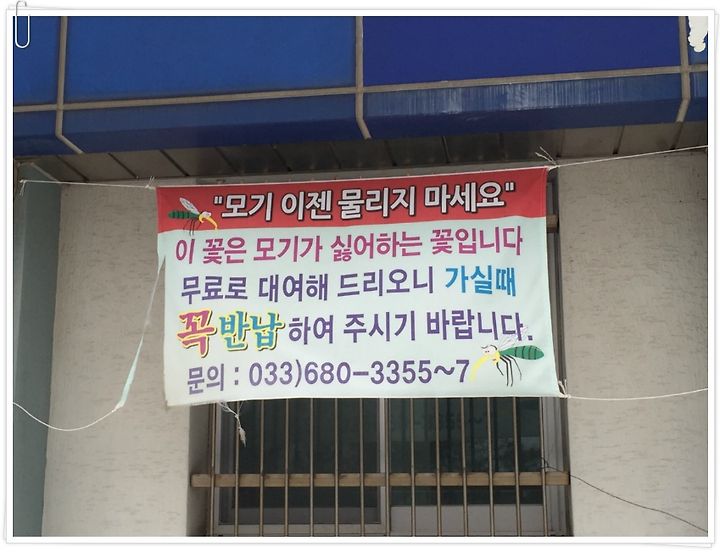 "모기 이젠 물리지 마세요"
이 꽃은 모기가 싫어하는 꽃입니다
무료로 대여해 드리오니 가실때
꼭 반납 하여 주시기 바랍니다.
문의 : 033)680-3355~7